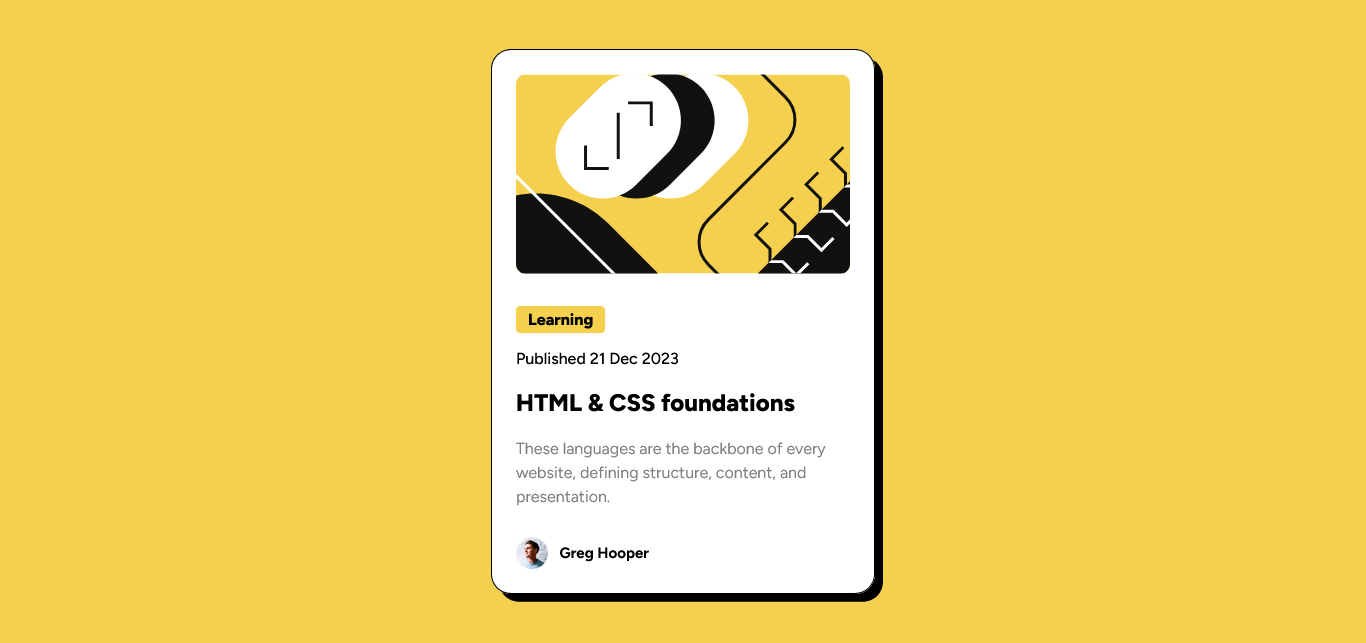 Learning
Published 21 Dec 2023
HTML & CSS foundations
These languages are the backbone of every
website, defining structure, content, and
presentation.
Greg Hooper